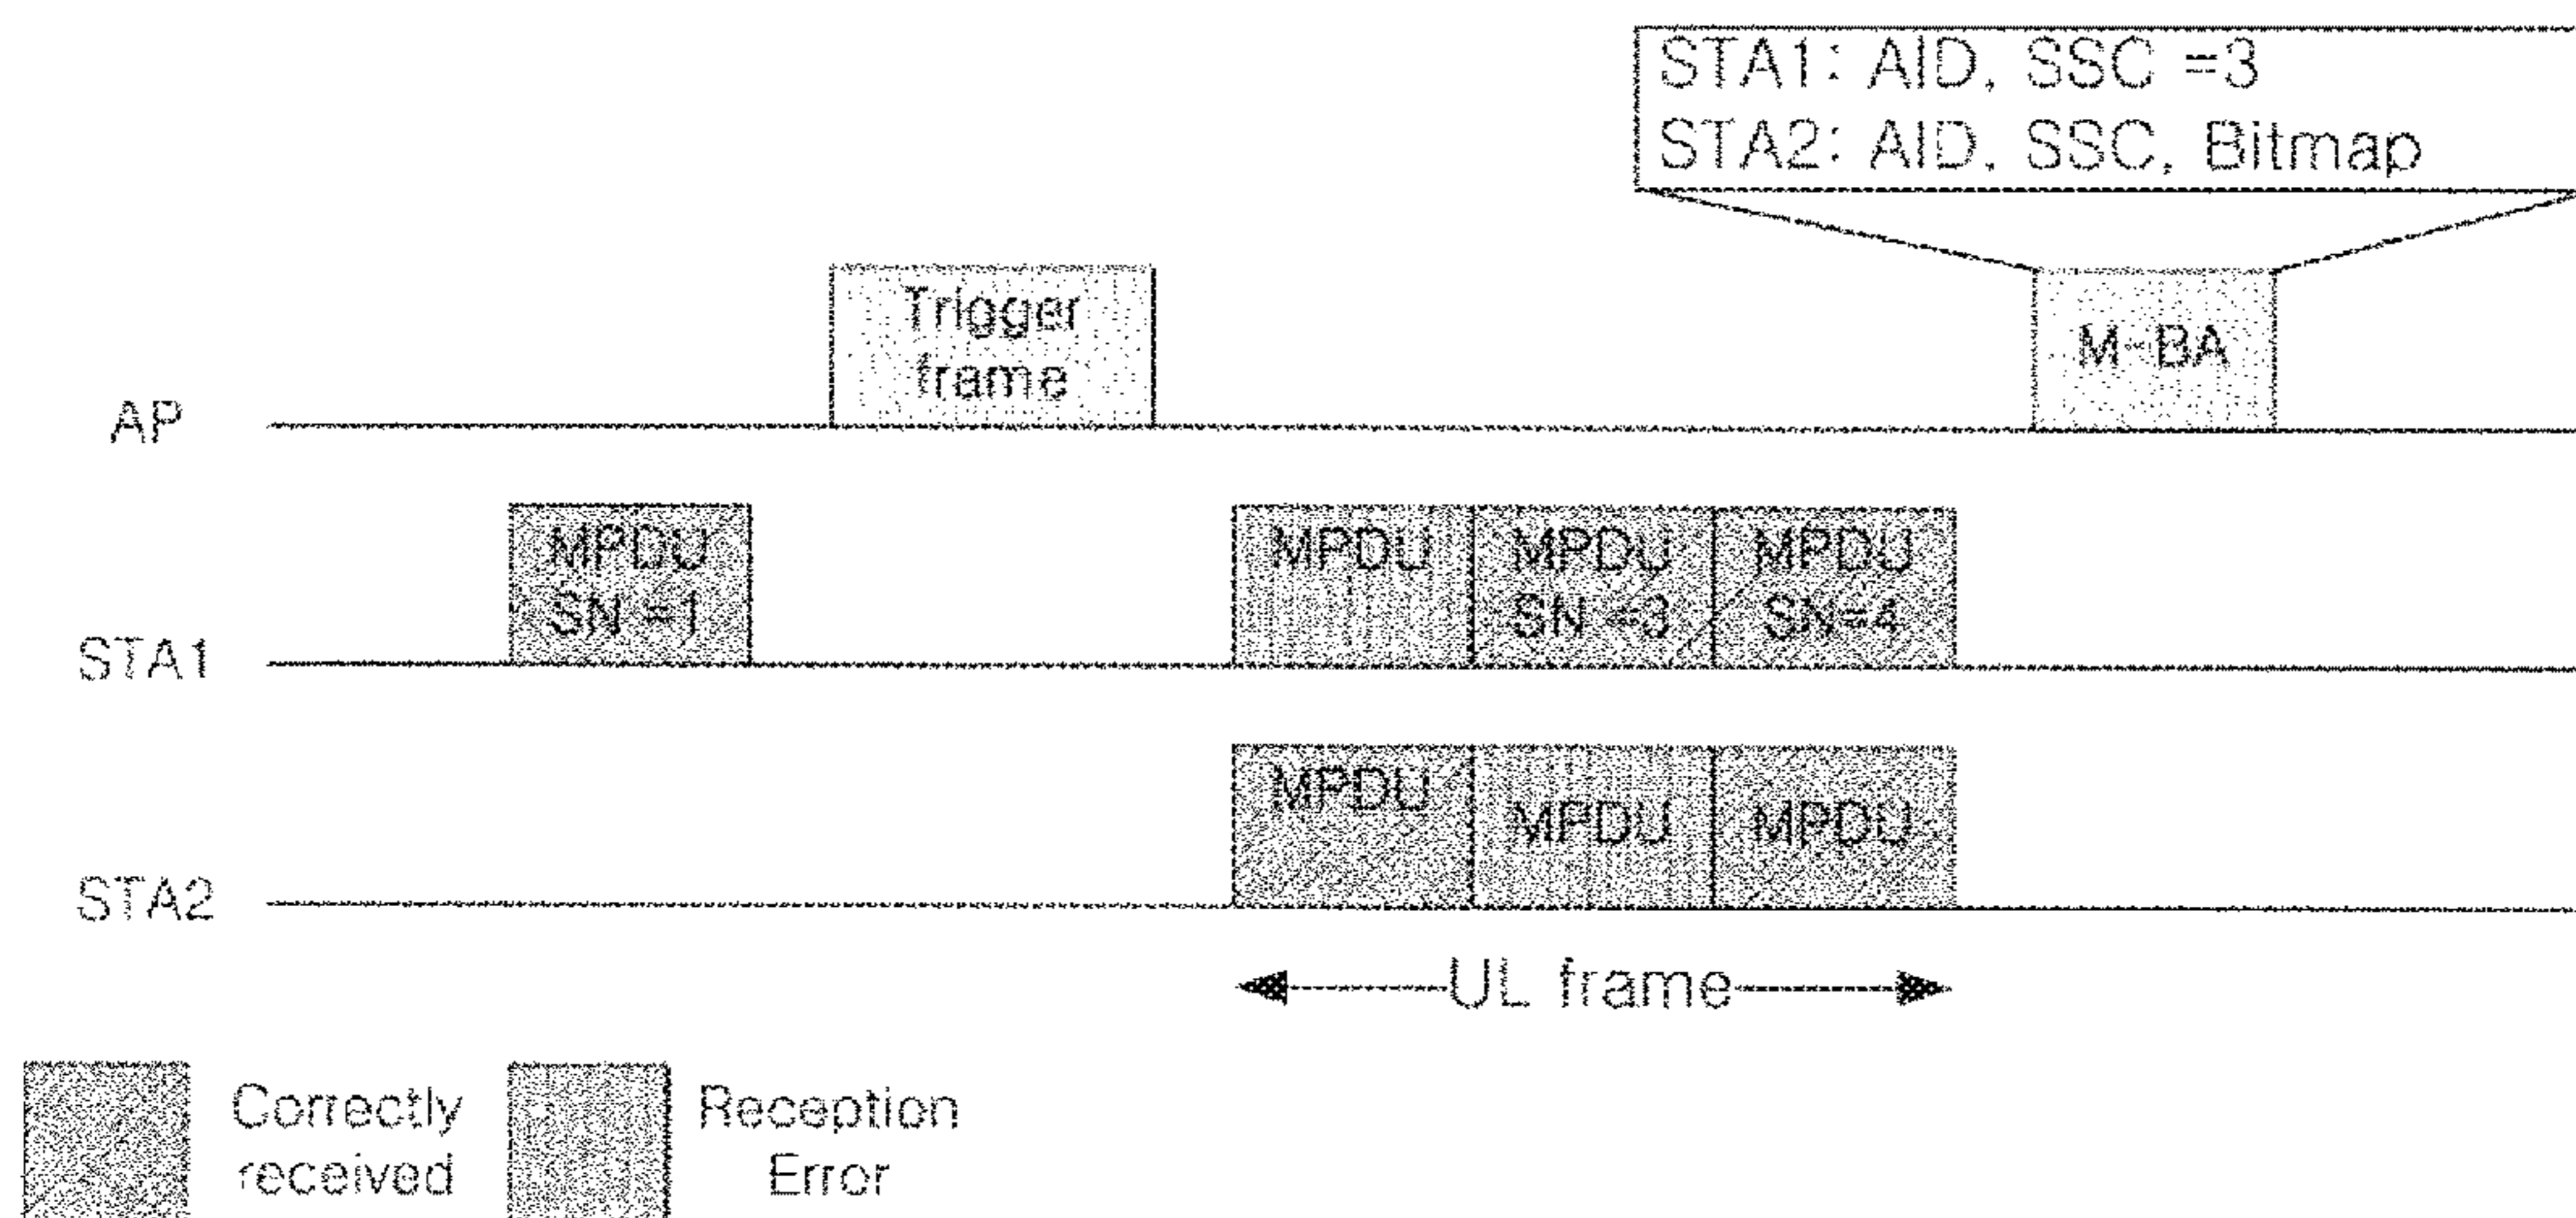 STA1: AID, SSC =3
STA2: AID, SSC, Bitmap
Trigger
frame
M-BA
AP
MPDU
SN =1
MPDU
MPDU
SN =3
MPDU
SN=4
STA1
MPDU
MPDU
MPDU
STA2
UL frame
Correctly
received
Reception
Error